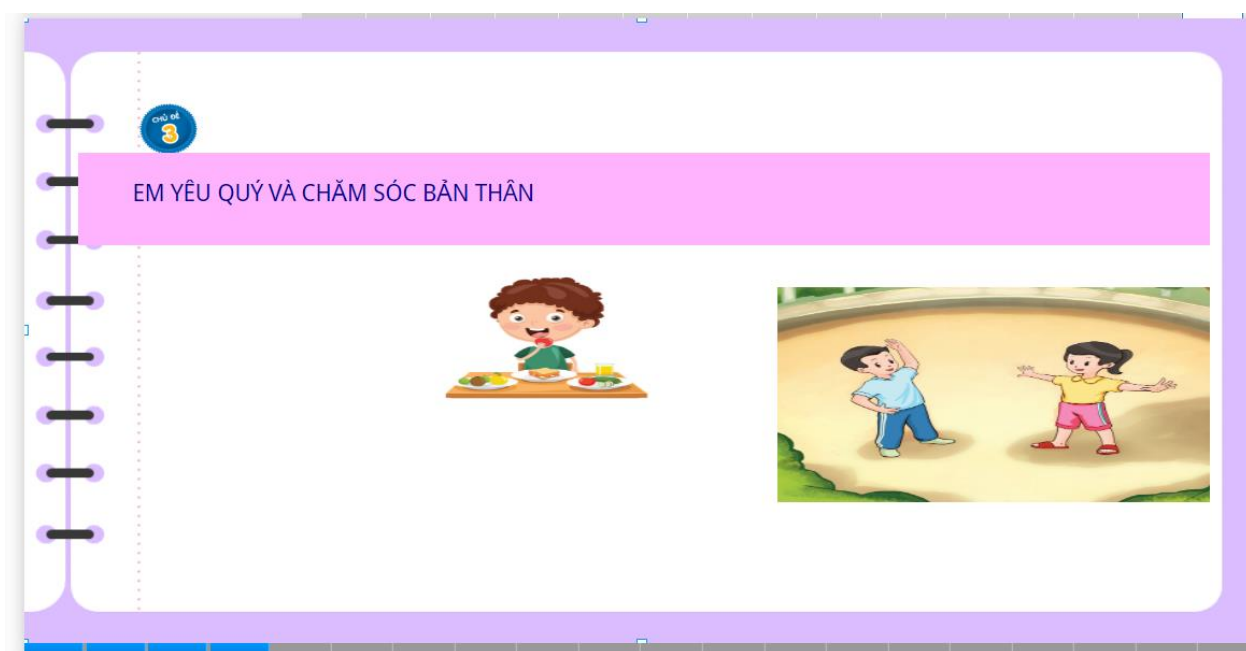 CHỦ ĐỀ
3
EM YÊU QUÝ VÀ CHĂM SÓC BẢN THÂN